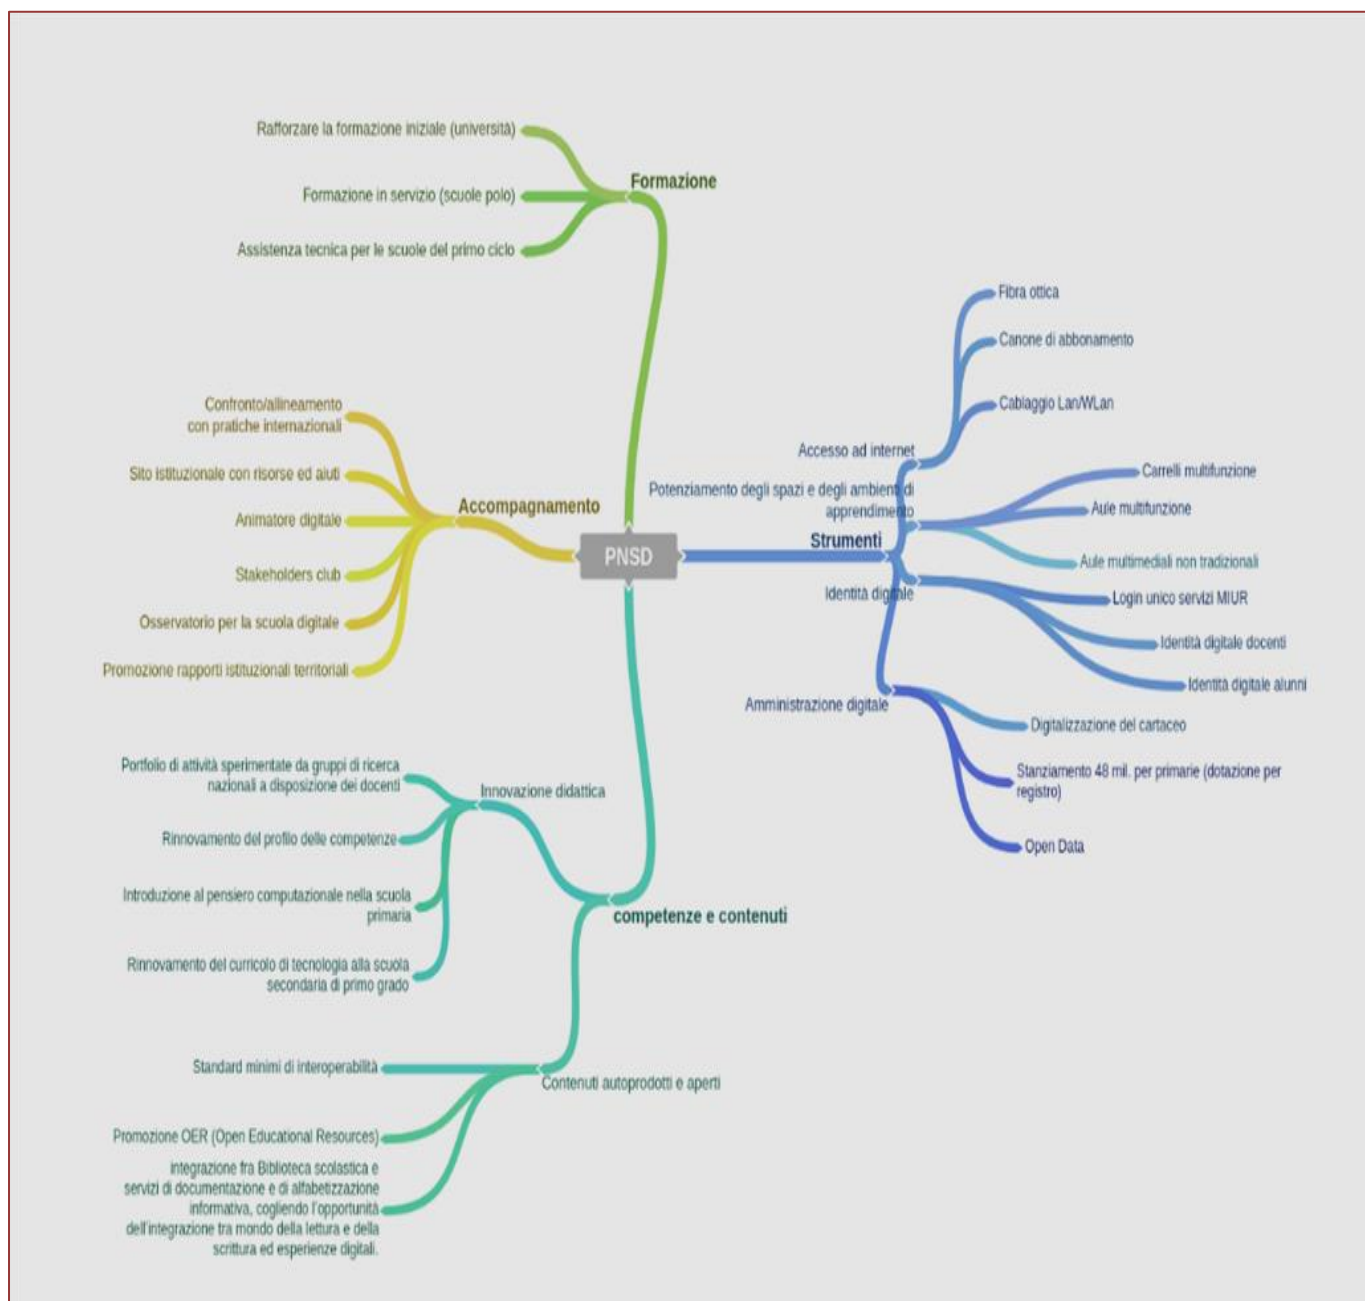 Rafforzare la formazione iniziale (università)
Formazione in servizio (scuole polo)
Assistenza tecnica per le scuole del primo ciclo
Formazione
Confronto/allineamento
con pratiche internazionali
Sito istituzionale con risorse ed aiuti
Animatore digitale
Stakeholders club
Osservatorio per la scuola digitale
Promozione rapporti istituzionali territoriali
Accompagnamento
PNSD
Strumenti
Accesso ad internet
Fibra ottica
Canone di abbonamento
Cablaggio Lan/WLan
Potenziamento degli spazi e degli ambienti di
apprendimento
Carrelli multifunzione
Aule multifunzione
Aule multimediali non tradizionali
Identità digitale
Login unico servizi MIUR
Identità digitale docenti
Identità digitale alunni
Amministrazione digitale
Digitalizzazione del cartaceo
Stanziamento 48 mil. per primarie (dotazione per
registro)
Open Data
competenze e contenuti
Innovazione didattica
Portfolio di attività sperimentate da gruppi di ricerca
nazionali a disposizione dei docenti
Rinnovamento del profilo delle competenze
Introduzione al pensiero computazionale nella scuola
primaria
Rinnovamento del curricolo di tecnologia alla scuola
secondaria di primo grado
Contenuti autoprodotti e aperti
Standard minimi di interoperabilità
Promozione OER (Open Educational Resources)
integrazione fra Biblioteca scolastica e
servizi di documentazione e di alfabetizzazione
informativa, cogliendo l'opportunità
dell'integrazione tra mondo della lettura e della
scrittura ed esperienze digitali.